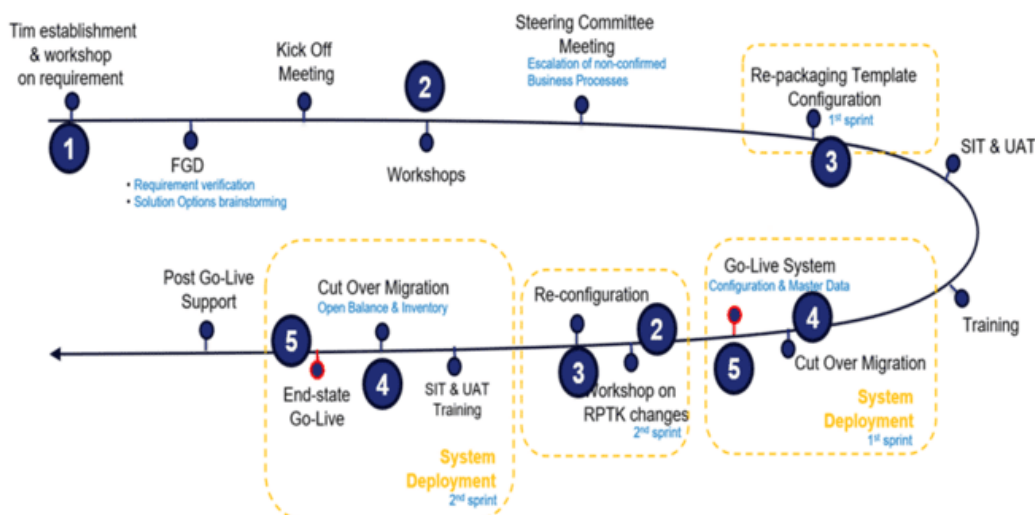 Tim establishment
& workshop
on requirement
1
FGD
• Requirement verification
• Solution Options brainstorming
Kick Off
Meeting
2
Workshops
Steering Committee
Meeting
Escalation of non-confirmed
Business Processes
Re-packaging Template
Configuration
1st sprint
3
SIT & UAT
Training
Go-Live System
Configuration & Master Data
4
5
Cut Over Migration
System
Deployment
1st sprint
Re-configuration
2
3
Workshop on
RPTK changes
2nd sprint
Cut Over Migration
Open Balance & Inventory
5
4
End-state
Go-Live
SIT & UAT
Training
System
Deployment
2nd sprint
Post Go-Live
Support